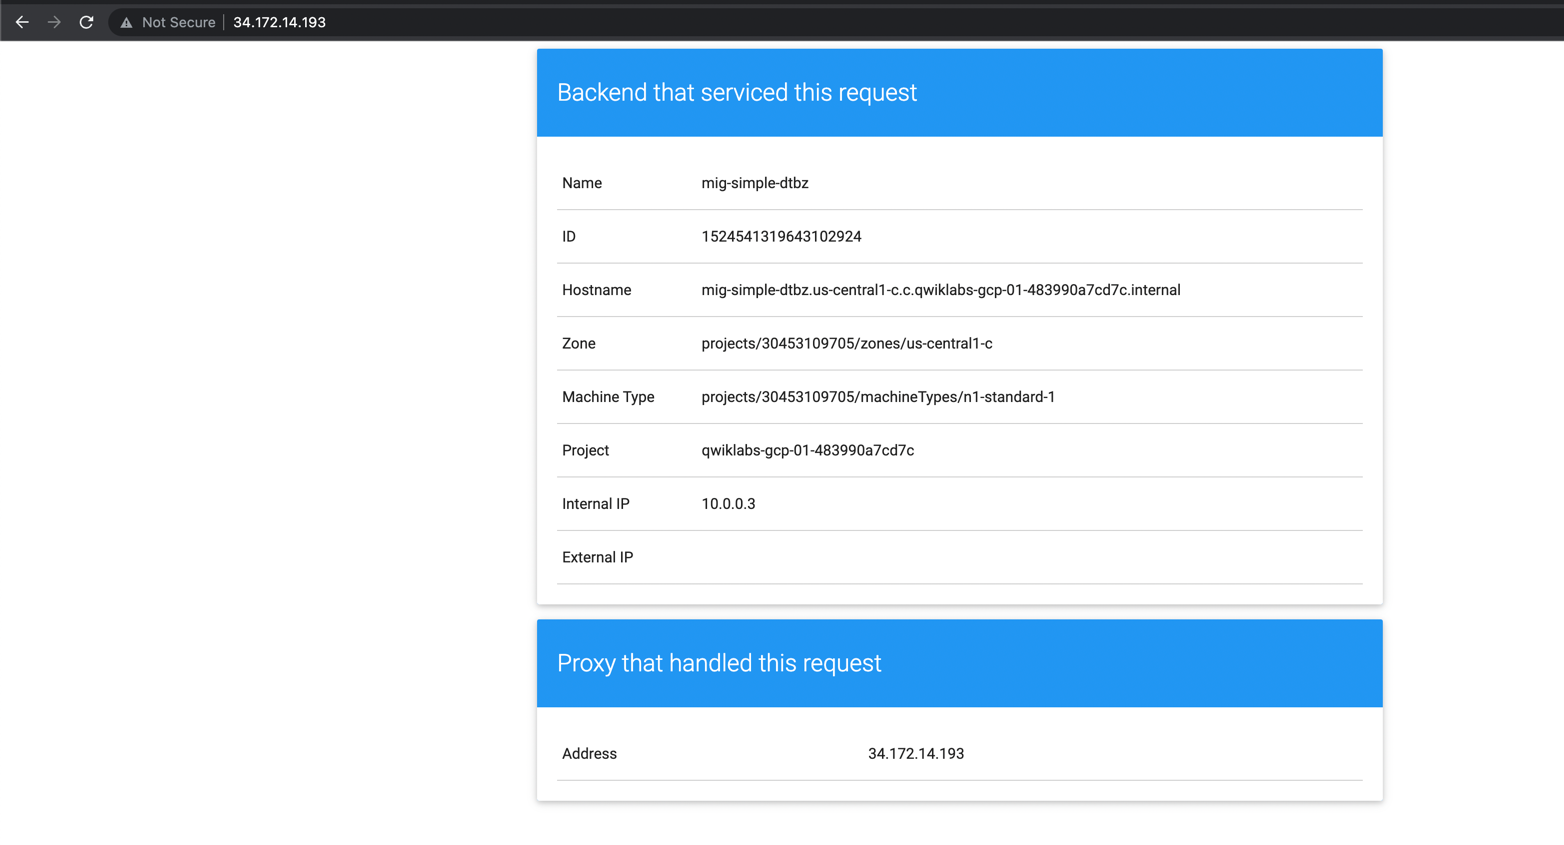 Not Secure 34.172.14.193
Backend that serviced this request
Name mig-simple-dtbz
ID 1524541319643102924
Hostname mig-simple-dtbz.us-central1-c.c.qwiklabs-gcp-01-483990a7cd7c.internal
Zone projects/30453109705/zones/us-central1-c
Machine Type projects/30453109705/machineTypes/n1-standard-1
Project qwiklabs-gcp-01-483990a7cd7c
Internal IP 10.0.0.3
External IP
Proxy that handled this request
Address 34.172.14.193